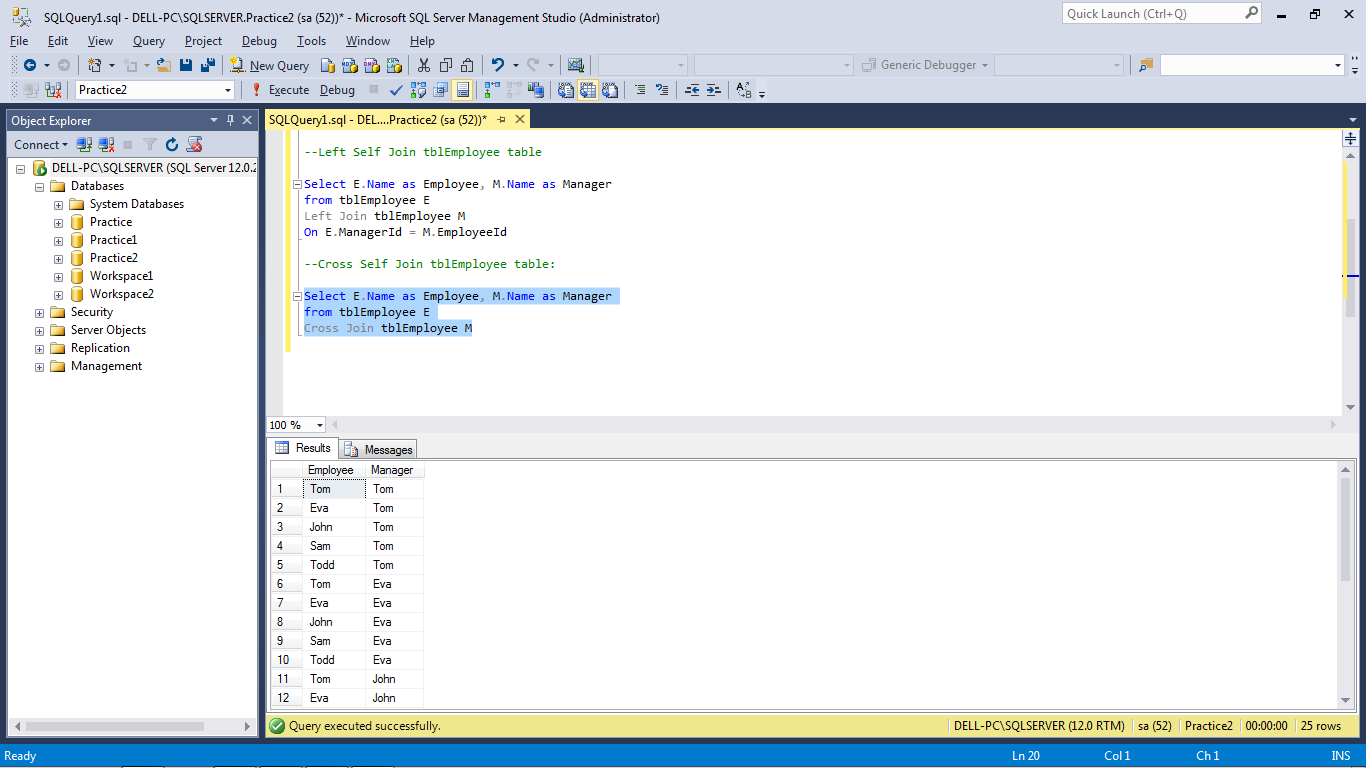 SQLQuery1.sql - DELL-PC\SQLSERVER.Practice2 (sa (52))* - Microsoft SQL Server Management Studio (Administrator)
Quick Launch (Ctrl+Q)
File Edit View Query Project Debug Tools Window Help
New Query
Generic Debugger
Practice2
Execute Debug
Object Explorer
Connect
DELL-PC\SQLSERVER (SQL Server 12.0.2
Databases
System Databases
Practice
Practice1
Practice2
Workspace1
Workspace2
Security
Server Objects
Replication
Management
SQLQuery1.sql - DEL....Practice2 (sa (52))*
--Left Self Join tblEmployee table
Select E.Name as Employee, M.Name as Manager
from tblEmployee E
Left Join tblEmployee M
On E.ManagerId = M.EmployeeId
--Cross Self Join tblEmployee table:
Select E.Name as Employee, M.Name as Manager
from tblEmployee E
Cross Join tblEmployee M
100 %
Results Messages
Employee Manager
1 Tom Tom
2 Eva Tom
3 John Tom
4 Sam Tom
5 Todd Tom
6 Tom Eva
7 Eva Eva
8 John Eva
9 Sam Eva
10 Todd Eva
11 Tom John
12 Eva John
Query executed successfully.
DELL-PC\SQLSERVER (12.0 RTM) sa (52) Practice2 00:00:00 25 rows
Ready Ln 20 Col 1 Ch 1 INS